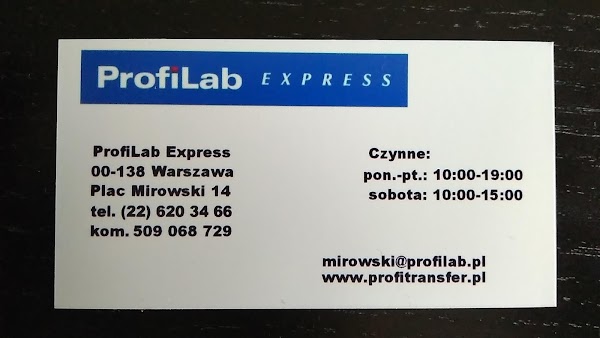 ProfiLab EXPRESS
ProfiLab Express
00-138 Warszawa
Plac Mirowski 14
tel. (22) 620 34 66
kom. 509 068 729
Czynne:
pon.-pt.: 10:00-19:00
sobota: 10:00-15:00
mirowski@profilab.pl
www.profitransfer.pl